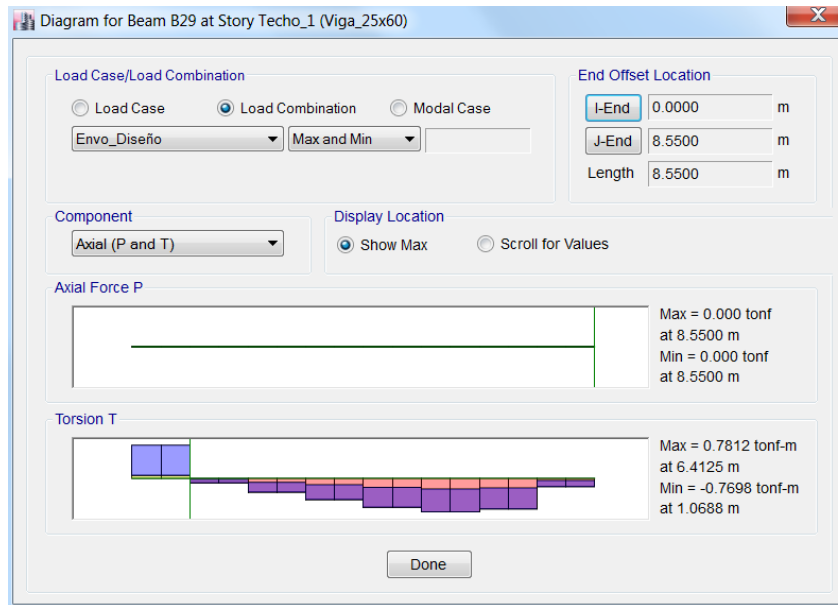 Diagram for Beam B29 at Story Techo_1 (Viga_25x60)
X
Load Case/Load Combination
Load Case Load Combination Modal Case
Envo_Diseño Max and Min
End Offset Location
I-End 0.0000 m
J-End 8.5500 m
Length 8.5500 m
Component
Axial (P and T)
Display Location
Show Max Scroll for Values
Axial Force P
Max = 0.000 tonf
at 8.5500 m
Min = 0.000 tonf
at 8.5500 m
Torsion T
Max = 0.7812 tonf-m
at 6.4125 m
Min = -0.7698 tonf-m
at 1.0688 m
Done